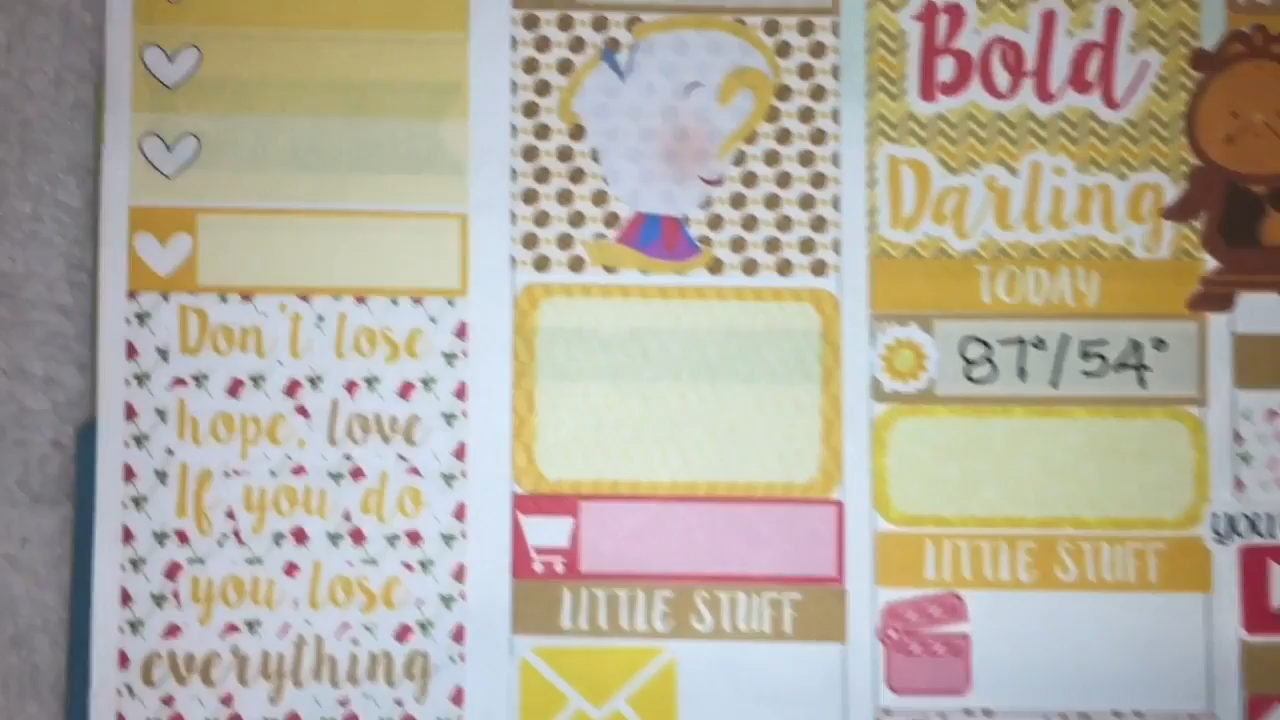 Don't lose
hope, love
If you do
you lose
everything
LITTLE STUFF
Bold
Darling
TODAY
87°/54°
LITTLE STUFF
you